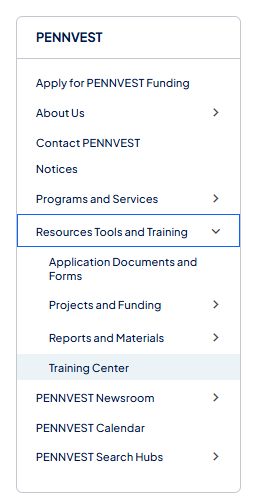 PENNVEST
Apply for PENNVEST Funding
About Us
Contact PENNVEST
Notices
Programs and Services
Resources Tools and Training
Application Documents and
Forms
Projects and Funding
Reports and Materials
Training Center
PENNVEST Newsroom
PENNVEST Calendar
PENNVEST Search Hubs